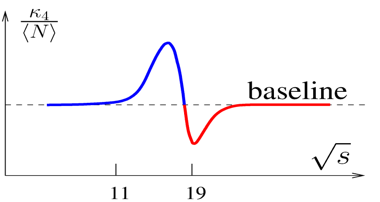 κ₄
⟨N⟩
baseline
√s
11 19